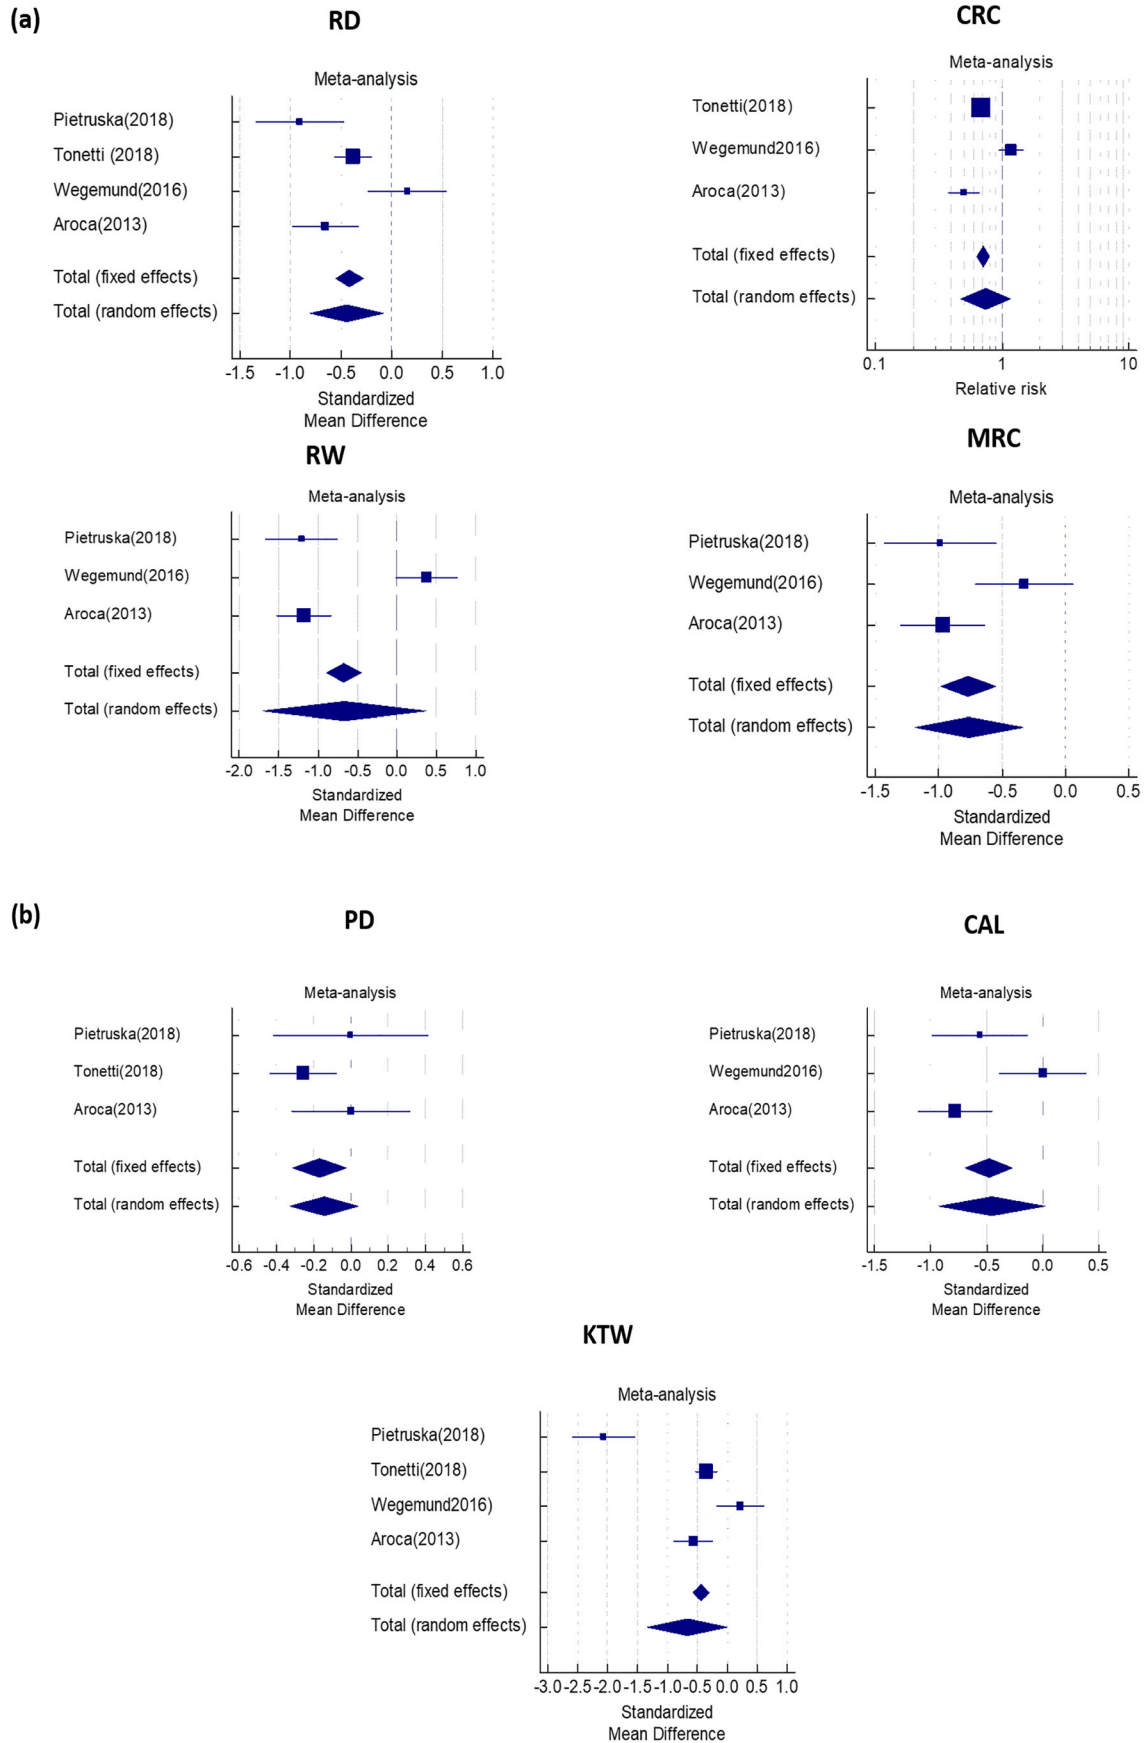 (a)
RD
Meta-analysis
Pietruska(2018)
Tonetti (2018)
Wegemund(2016)
Aroca(2013)
Total (fixed effects)
Total (random effects)
-1.5 -1.0 -0.5 0.0 0.5 1.0
Standardized
Mean Difference
CRC
Meta-analysis
Tonetti(2018)
Wegemund2016)
Aroca(2013)
Total (fixed effects)
Total (random effects)
0.1 1 10
Relative risk
RW
Meta-analysis
Pietruska(2018)
Wegemund(2016)
Aroca(2013)
Total (fixed effects)
Total (random effects)
-2.0 -1.5 -1.0 -0.5 0.0 0.5 1.0
Standardized
Mean Difference
MRC
Meta-analysis
Pietruska(2018)
Wegemund(2016)
Aroca(2013)
Total (fixed effects)
Total (random effects)
-1.5 -1.0 -0.5 0.0 0.5
Standardized
Mean Difference
(b)
PD
Meta-analysis
Pietruska(2018)
Tonetti(2018)
Aroca(2013)
Total (fixed effects)
Total (random effects)
-0.6 -0.4 -0.2 0.0 0.2 0.4 0.6
Standardized
Mean Difference
CAL
Meta-analysis
Pietruska(2018)
Wegemund2016)
Aroca(2013)
Total (fixed effects)
Total (random effects)
-1.5 -1.0 -0.5 0.0 0.5
Standardized
Mean Difference
KTW
Meta-analysis
Pietruska(2018)
Tonetti(2018)
Wegemund2016)
Aroca(2013)
Total (fixed effects)
Total (random effects)
-3.0 -2.5 -2.0 -1.5 -1.0 -0.5 0.0 0.5 1.0
Standardized
Mean Difference